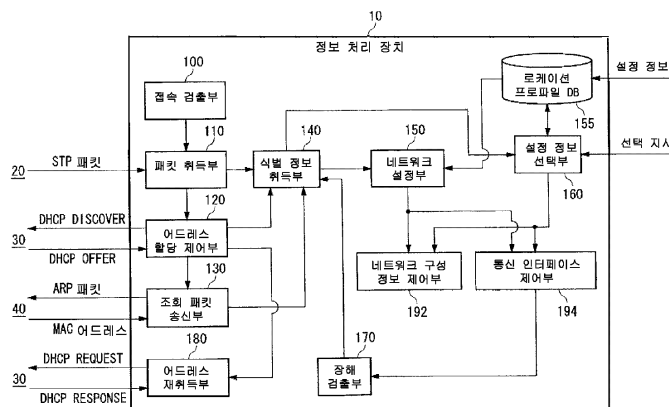 10
정보 처리 장치
100
접속 검출부
110
패킷 취득부
STP 패킷
20
120
어드레스
할당 제어부
DHCP DISCOVER
30
DHCP OFFER
130
조회 패킷
송신부
ARP 패킷
40
MAC 어드레스
180
어드레스
재취득부
DHCP REQUEST
30
DHCP RESPONSE
140
식별 정보
취득부
150
네트워크
설정부
로케이션
프로파일 DB
155
설정 정보
설정 정보
선택부
160
선택 지시
네트워크 구성
정보 제어부
192
통신 인터페이스
제어부
194
170
장해
검출부